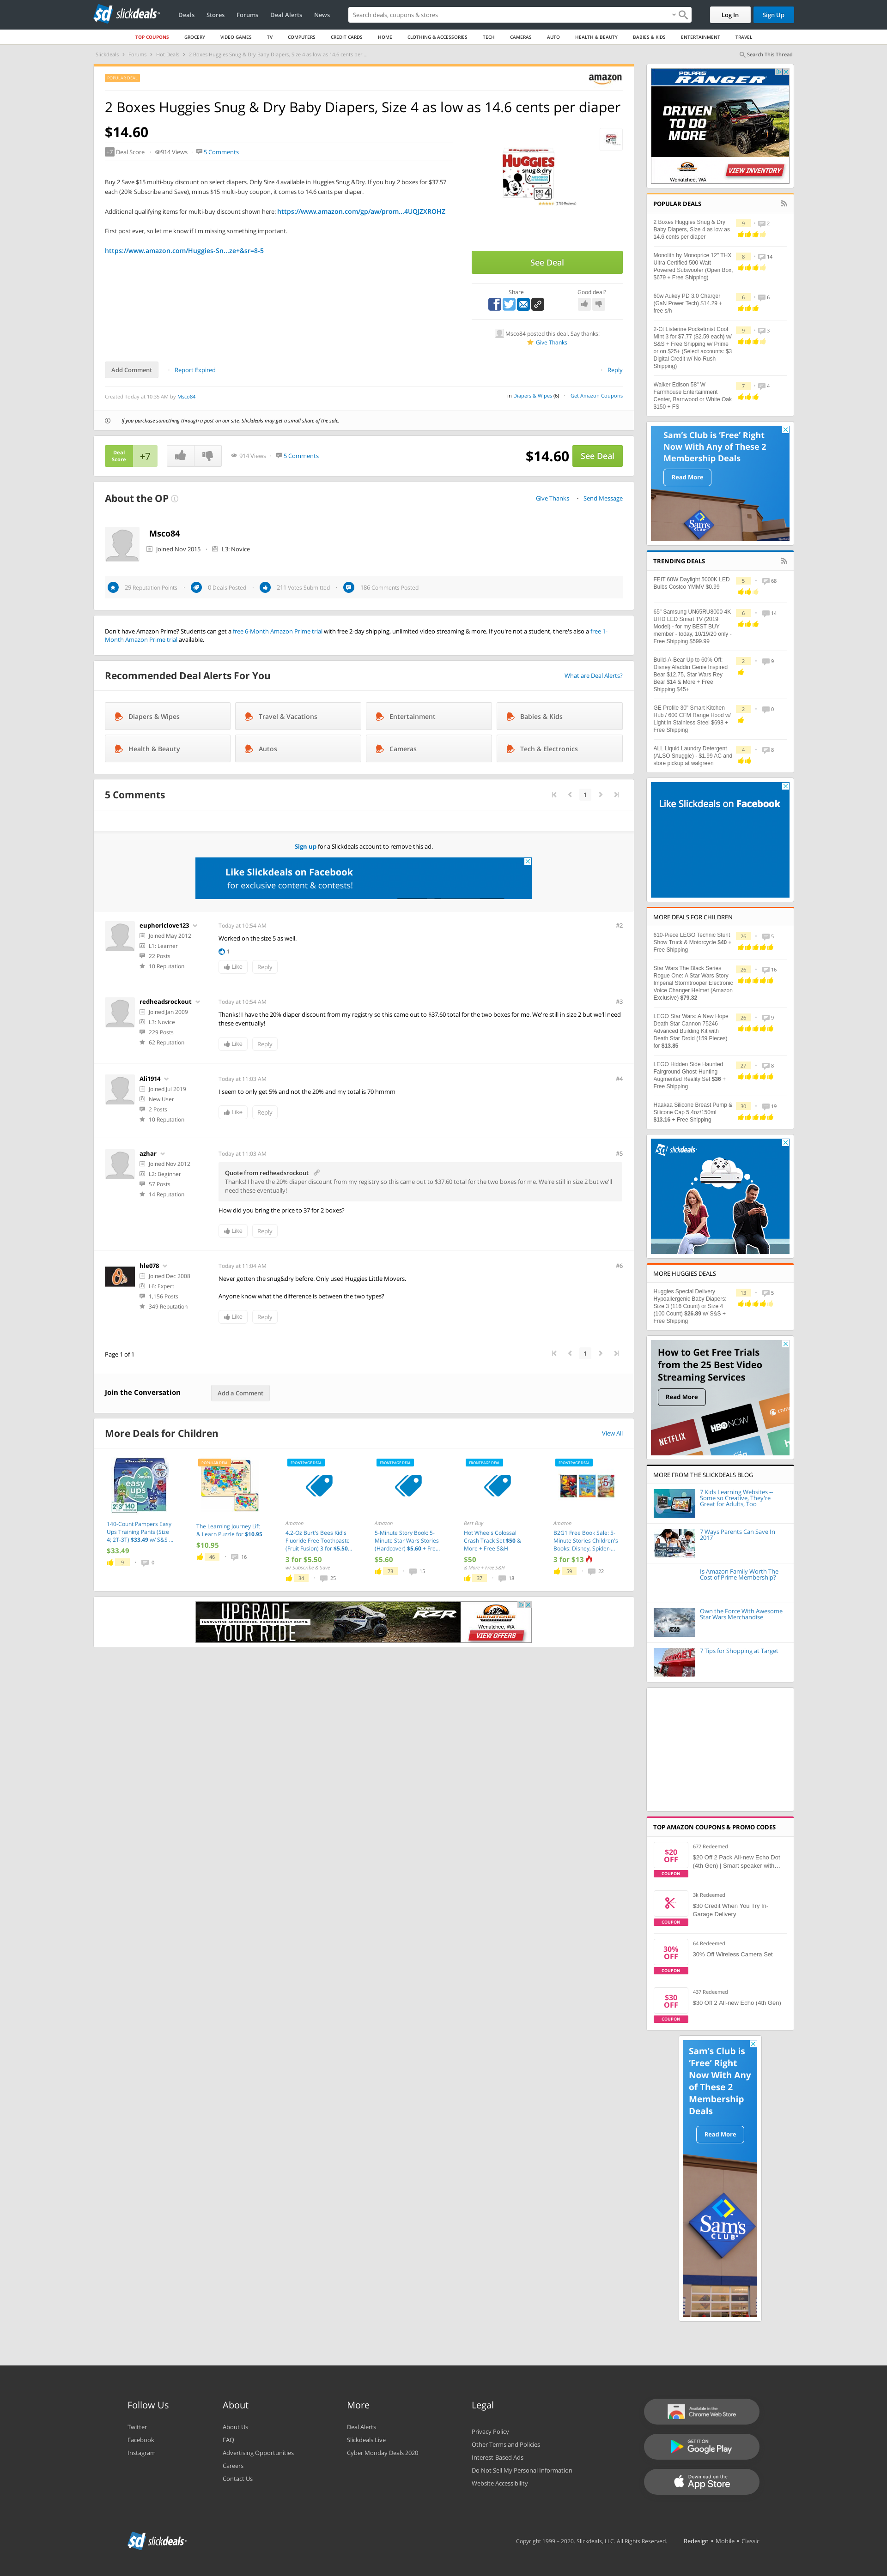 slickdeals
Deals Stores Forums Deal Alerts News
Search deals, coupons & stores
Log In
Sign Up
TOP COUPONS GROCERY VIDEO GAMES TV COMPUTERS CREDIT CARDS HOME CLOTHING & ACCESSORIES TECH CAMERAS AUTO HEALTH & BEAUTY BABIES & KIDS ENTERTAINMENT TRAVEL
Slickdeals Forums Hot Deals 2 Boxes Huggies Snug & Dry Baby Diapers, Size 4 as low as 14.6 cents per ...
Search This Thread
POPULAR DEAL
amazon
2 Boxes Huggies Snug & Dry Baby Diapers, Size 4 as low as 14.6 cents per diaper
$14.60
+7 Deal Score 914 Views 5 Comments
Buy 2 Save $15 multi-buy discount on select diapers. Only Size 4 available in Huggies Snug &Dry. If you buy 2 boxes for $37.57
each (20% Subscribe and Save), minus $15 multi-buy coupon, it comes to 14.6 cents per diaper.
Additional qualifying items for multi-buy discount shown here: https://www.amazon.com/gp/aw/prom...4UQJZXROHZ
First post ever, so let me know if I'm missing something important.
https://www.amazon.com/Huggies-Sn...ze+&sr=8-5
HUGGIES
See Deal
Share
Good deal?
Msco84 posted this deal. Say thanks!
Give Thanks
Add Comment
Report Expired
Reply
Created Today at 10:35 AM by Msco84
in Diapers & Wipes (6) Get Amazon Coupons
If you purchase something through a post on our site, Slickdeals may get a small share of the sale.
Deal Score +7
914 Views 5 Comments
$14.60 See Deal
About the OP
Give Thanks Send Message
Msco84
Joined Nov 2015 L3: Novice
29 Reputation Points 0 Deals Posted 211 Votes Submitted 186 Comments Posted
Don't have Amazon Prime? Students can get a free 6-Month Amazon Prime trial with free 2-day shipping, unlimited video streaming & more. If you're not a student, there's also a free 1-
Month Amazon Prime trial available.
Recommended Deal Alerts For You
What are Deal Alerts?
Diapers & Wipes
Travel & Vacations
Entertainment
Babies & Kids
Health & Beauty
Autos
Cameras
Tech & Electronics
5 Comments
1
Sign up for a Slickdeals account to remove this ad.
Like Slickdeals on Facebook
for exclusive content & contests!
euphoriclove123
Joined May 2012
L1: Learner
22 Posts
10 Reputation
Today at 10:54 AM
#2
Worked on the size 5 as well.
1
Like Reply
redheadsrockout
Joined Jan 2009
L3: Novice
229 Posts
62 Reputation
Today at 10:54 AM
#3
Thanks! I have the 20% diaper discount from my registry so this came out to $37.60 total for the two boxes for me. We're still in size 2 but we'll need
these eventually!
Like Reply
Ali1914
Joined Jul 2019
New User
2 Posts
10 Reputation
Today at 11:03 AM
#4
I seem to only get 5% and not the 20% and my total is 70 hmmm
Like Reply
azhar
Joined Nov 2012
L2: Beginner
57 Posts
14 Reputation
Today at 11:03 AM
#5
Quote from redheadsrockout
Thanks! I have the 20% diaper discount from my registry so this came out to $37.60 total for the two boxes for me. We're still in size 2 but we'll
need these eventually!
How did you bring the price to 37 for 2 boxes?
Like Reply
hle078
Joined Dec 2008
L6: Expert
1,156 Posts
349 Reputation
Today at 11:04 AM
#6
Never gotten the snug&dry before. Only used Huggies Little Movers.
Anyone know what the difference is between the two types?
Like Reply
Page 1 of 1
1
Join the Conversation
Add a Comment
More Deals for Children
View All
easy ups
140
140-Count Pampers Easy
Ups Training Pants (Size
4, 2T-3T) $33.49 w/ S&S ...
$33.49
9 0
POPULAR DEAL
The Learning Journey Lift
& Learn Puzzle for $10.95
$10.95
46 16
FRONTPAGE DEAL
Amazon
4.2-Oz Burt's Bees Kid's
Fluoride Free Toothpaste
(Fruit Fusion) 3 for $5.50...
3 for $5.50
w/ Subscribe & Save
34 25
FRONTPAGE DEAL
Amazon
5-Minute Story Book: 5-
Minute Star Wars Stories
(Hardcover) $5.60 + Fre...
$5.60
73 15
FRONTPAGE DEAL
Best Buy
Hot Wheels Colossal
Crash Track Set $50 &
More + Free S&H
$50
& More + Free S&H
37 18
FRONTPAGE DEAL
Amazon
B2G1 Free Book Sale: 5-
Minute Stories Children's
Books: Disney, Spider-...
3 for $13
59 22
UPGRADE
YOUR RIDE
RZR
Wenatchee, WA
VIEW OFFERS
POLARIS
RANGER
DRIVEN
TO DO
MORE
Wenatchee, WA
VIEW INVENTORY
POPULAR DEALS
2 Boxes Huggies Snug & Dry
Baby Diapers, Size 4 as low as
14.6 cents per diaper
9 2
Monolith by Monoprice 12" THX
Ultra Certified 500 Watt
Powered Subwoofer (Open Box,
$679 + Free Shipping)
8 14
60w Aukey PD 3.0 Charger
(GaN Power Tech) $14.29 +
free s/h
6 6
2-Ct Listerine Pocketmist Cool
Mint 3 for $7.77 ($2.59 each) w/
S&S + Free Shipping w/ Prime
or on $25+ (Select accounts: $3
Digital Credit w/ No-Rush
Shipping)
9 3
Walker Edison 58" W
Farmhouse Entertainment
Center, Barnwood or White Oak
$150 + FS
7 4
Sam's Club is 'Free' Right
Now With Any of These 2
Membership Deals
Read More
Sam's
CLUB
TRENDING DEALS
FEIT 60W Daylight 5000K LED
Bulbs Costco YMMV $0.99
5 68
65" Samsung UN65RU8000 4K
UHD LED Smart TV (2019
Model) - for my BEST BUY
member - today, 10/19/20 only -
Free Shipping $599.99
6 14
Build-A-Bear Up to 60% Off:
Disney Aladdin Genie Inspired
Bear $12.75, Star Wars Rey
Bear $14 & More + Free
Shipping $45+
2 9
GE Profile 30" Smart Kitchen
Hub / 600 CFM Range Hood w/
Light in Stainless Steel $698 +
Free Shipping
2 0
ALL Liquid Laundry Detergent
(ALSO Snuggle) - $1.99 AC and
store pickup at walgreen
4 8
Like Slickdeals on Facebook
MORE DEALS FOR CHILDREN
610-Piece LEGO Technic Stunt
Show Truck & Motorcycle $40 +
Free Shipping
26 5
Star Wars The Black Series
Rogue One: A Star Wars Story
Imperial Stormtrooper Electronic
Voice Changer Helmet (Amazon
Exclusive) $79.32
26 16
LEGO Star Wars: A New Hope
Death Star Cannon 75246
Advanced Building Kit with
Death Star Droid (159 Pieces)
for $13.85
26 9
LEGO Hidden Side Haunted
Fairground Ghost-Hunting
Augmented Reality Set $36 +
Free Shipping
27 8
Haakaa Silicone Breast Pump &
Silicone Cap 5.4oz/150ml
$13.16 + Free Shipping
30 19
slickdeals
MORE HUGGIES DEALS
Huggies Special Delivery
Hypoallergenic Baby Diapers:
Size 3 (116 Count) or Size 4
(100 Count) $26.89 w/ S&S +
Free Shipping
13 5
How to Get Free Trials
from the 25 Best Video
Streaming Services
Read More
NETFLIX
HBO NOW
MORE FROM THE SLICKDEALS BLOG
7 Kids Learning Websites –
Some so Creative, They're
Great for Adults, Too
7 Ways Parents Can Save in
2017
Is Amazon Family Worth The
Cost of Prime Membership?
Own the Force With Awesome
Star Wars Merchandise
7 Tips for Shopping at Target
TOP AMAZON COUPONS & PROMO CODES
$20
OFF
COUPON
672 Redeemed
$20 Off 2 Pack All-new Echo Dot
(4th Gen) | Smart speaker with...
COUPON
3k Redeemed
$30 Credit When You Try In-
Garage Delivery
30%
OFF
COUPON
64 Redeemed
30% Off Wireless Camera Set
$30
OFF
COUPON
437 Redeemed
$30 Off 2 All-new Echo (4th Gen)
Sam's Club is
'Free' Right
Now With Any
of These 2
Membership
Deals
Read More
Sam's
CLUB
Follow Us
Twitter
Facebook
Instagram
About
About Us
FAQ
Advertising Opportunities
Careers
Contact Us
More
Deal Alerts
Slickdeals Live
Cyber Monday Deals 2020
Legal
Privacy Policy
Other Terms and Policies
Interest-Based Ads
Do Not Sell My Personal Information
Website Accessibility
Available in the
Chrome Web Store
GET IT ON
Google Play
Download on the
App Store
slickdeals
Copyright 1999 – 2020. Slickdeals, LLC. All Rights Reserved.
Redesign • Mobile • Classic